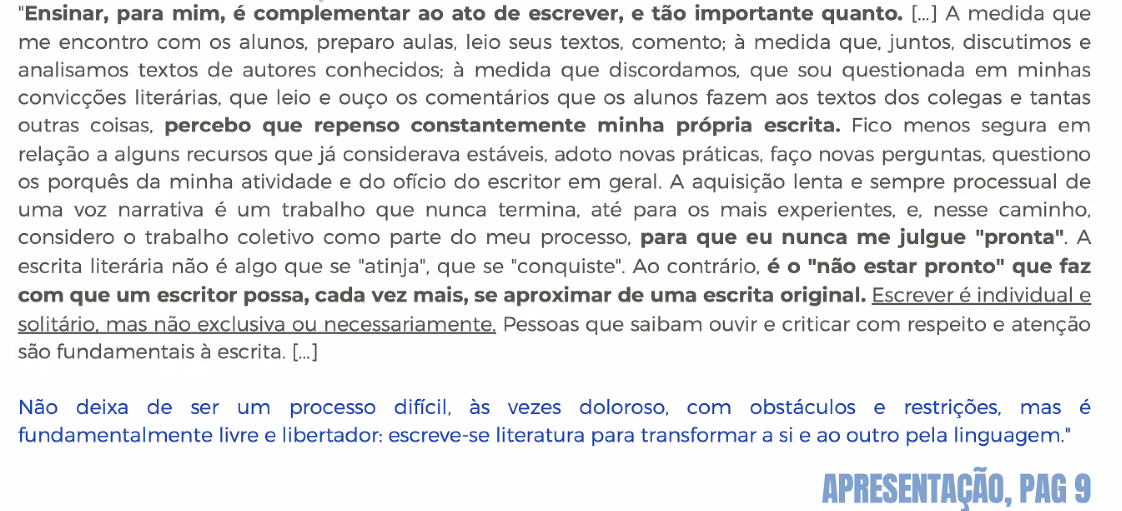 "Ensinar, para mim, é complementar ao ato de escrever, e tão importante quanto. [...] A medida que
me encontro com os alunos, preparo aulas, leio seus textos, comento; à medida que, juntos, discutimos e
analisamos textos de autores conhecidos; à medida que discordamos, que sou questionada em minhas
convicções literárias, que leio e ouço os comentários que os alunos fazem aos textos dos colegas e tantas
outras coisas, percebo que repenso constantemente minha própria escrita. Fico menos segura em
relação a alguns recursos que já considerava estáveis, adoto novas práticas, faço novas perguntas, questiono
os porquês da minha atividade e do ofício do escritor em geral. A aquisição lenta e sempre processual de
uma voz narrativa é um trabalho que nunca termina, até para os mais experientes, e, nesse caminho,
considero o trabalho coletivo como parte do meu processo, para que eu nunca me julgue "pronta". A
escrita literária não é algo que se "atinja", que se "conquiste". Ao contrário, é o "não estar pronto" que faz
com que um escritor possa, cada vez mais, se aproximar de uma escrita original. Escrever é individual e
solitário, mas não exclusiva ou necessariamente. Pessoas que saibam ouvir e criticar com respeito e atenção
são fundamentais à escrita. [...]
Não deixa de ser um processo difícil, às vezes doloroso, com obstáculos e restrições, mas é
fundamentalmente livre e libertador: escreve-se literatura para transformar a si e ao outro pela linguagem."
APRESENTAÇÃO, PAG 9